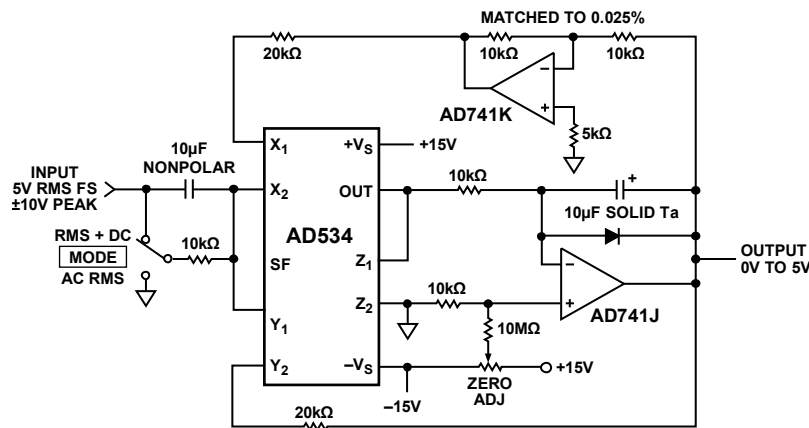 MATCHED TO 0.025%
20kΩ
10kΩ
10kΩ
AD741K
5kΩ
10µF
NONPOLAR
INPUT
5V RMS FS
±10V PEAK
RMS + DC
MODE
AC RMS
10kΩ
X1
X2
SF
Y1
Y2
AD534
+VS
OUT
Z1
Z2
–VS
+15V
10kΩ
10µF SOLID Ta
+
AD741J
OUTPUT
0V TO 5V
10kΩ
10MΩ
+15V
ZERO
ADJ
–15V
20kΩ
–
+
–
+